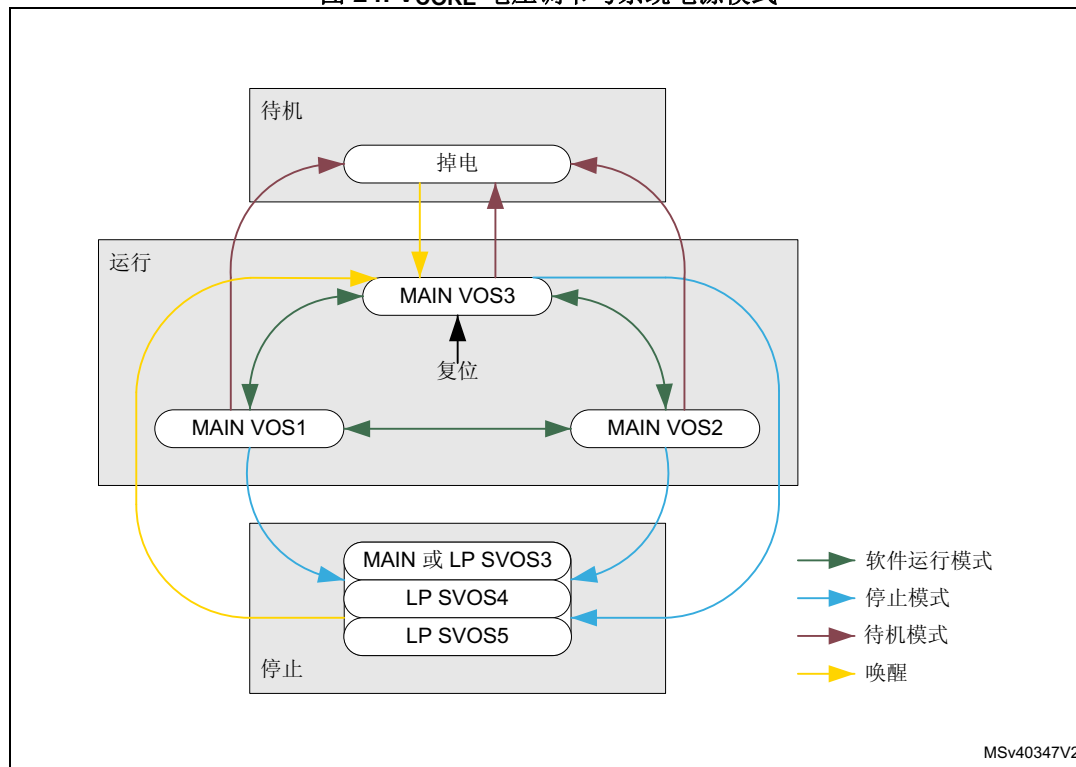 待机
掉电
运行
MAIN VOS3
复位
MAIN VOS1
MAIN VOS2
MAIN 或 LP SVOS3
LP SVOS4
LP SVOS5
停止
软件运行模式
停止模式
待机模式
唤醒
MSv40347V2